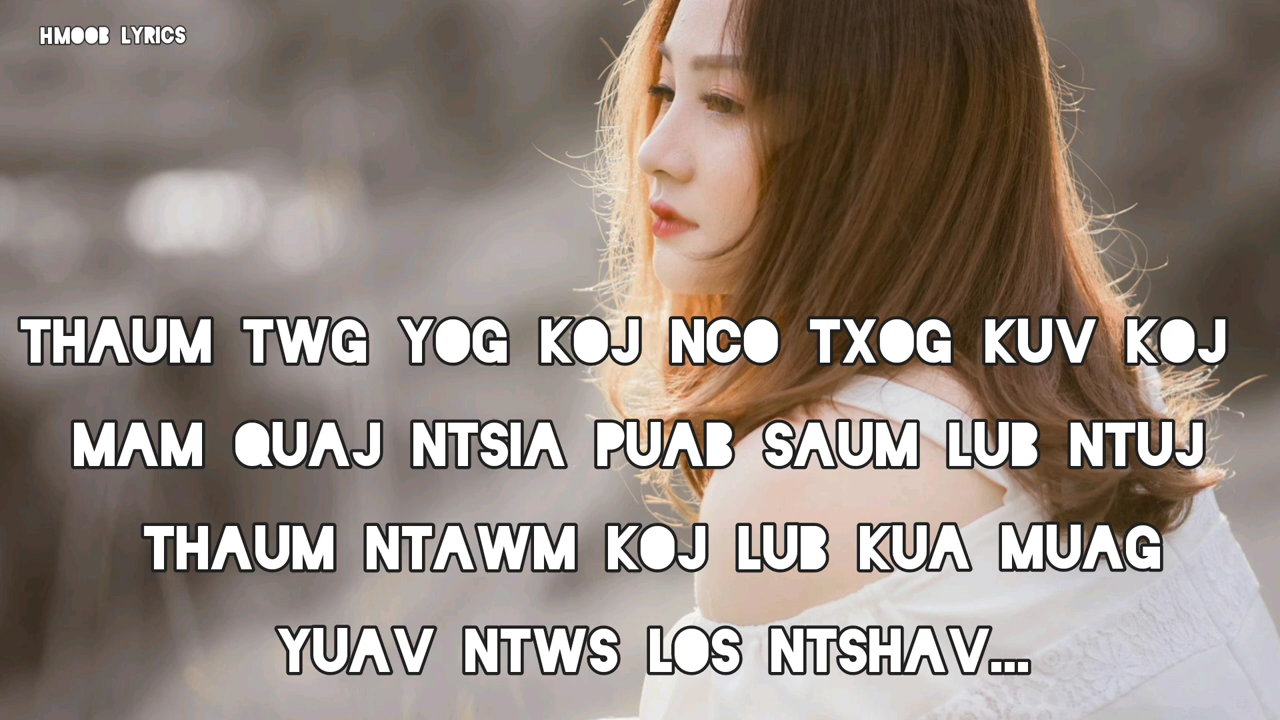 HMOOB LYRICS
THAUM TWG YOG KOJ NCO TXOG KUV KOJ
MAM QUAJ NTSIA PUAB SAUM LUB NTUJ
THAUM NTAWM KOJ LUB KUA MUAG
YUAV NTWS LOS NTSHAV...